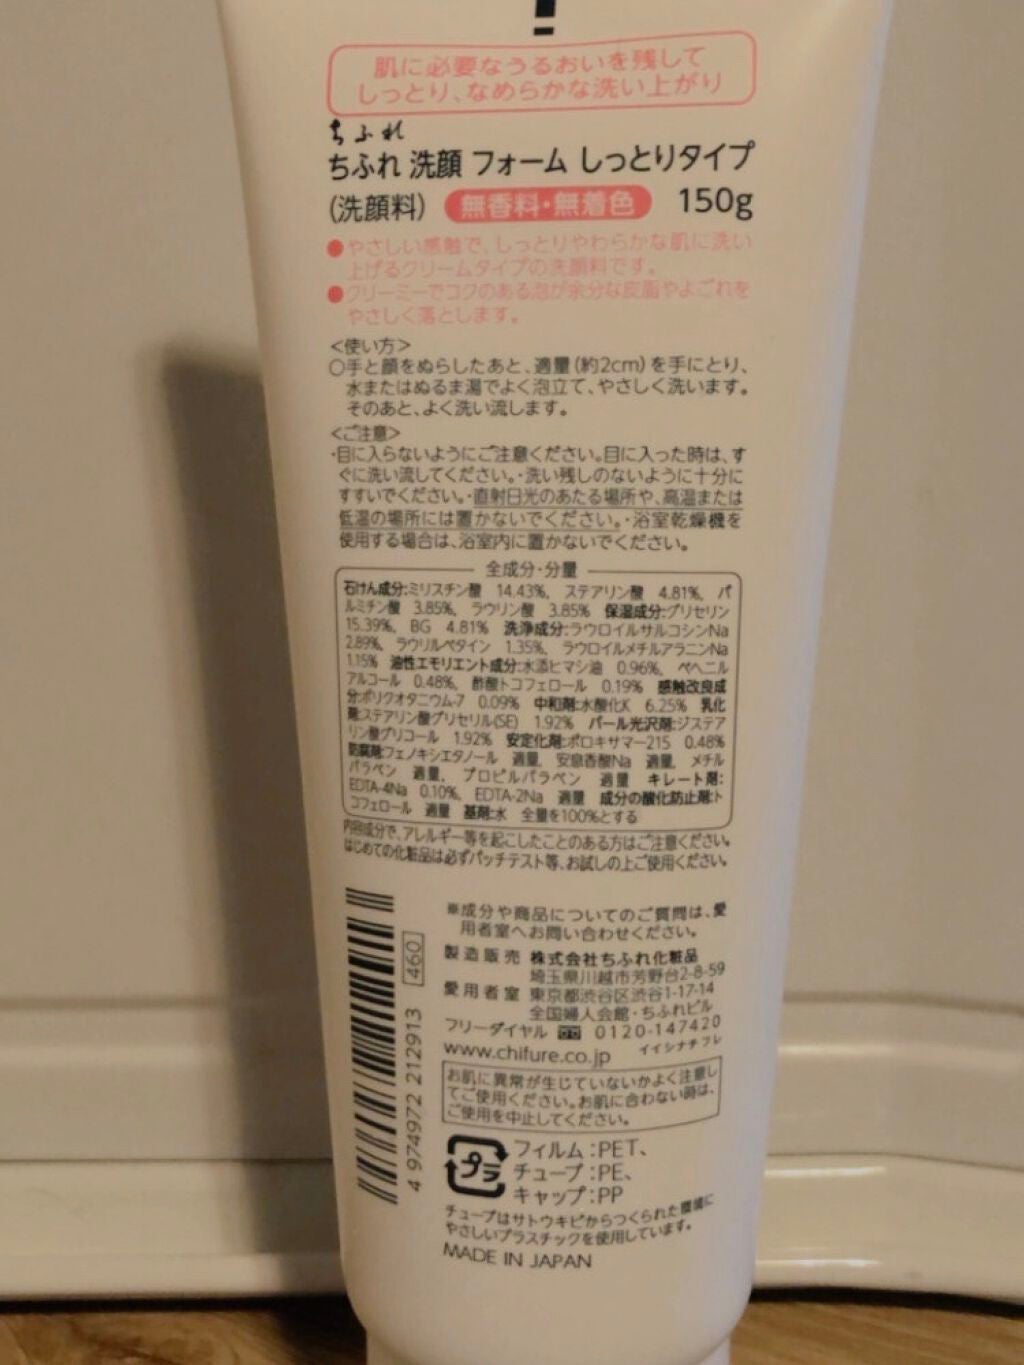 肌に必要なうるおいを残して
しっとり、なめらかな洗い上がり
ちふれ
ちふれ 洗顔 フォーム しっとりタイプ
(洗顔料) 無香料・無着色 150g
●やさしい感触で、しっとりやわらかな肌に洗い
上げるクリームタイプの洗顔料です。
●クリーミーでコクのある泡が余分な皮脂やよごれを
やさしく落とします。
<使い方>
○手と顔をぬらしたあと、適量(約2cm)を手にとり、
水またはぬるま湯でよく泡立て、やさしく洗います。
そのあと、よく洗い流します。
<ご注意>
・目に入らないようにご注意ください。目に入った時は、す
ぐに洗い流してください。・洗い残しのないように十分に
すすいでください。・直射日光のあたる場所や、高温または
低温の場所には置かないでください。・浴室乾燥機を
使用する場合は、浴室内に置かないでください。
全成分・分量
石けん成分:ミリスチン酸 14.43%、 ステアリン酸 4.81%、 パ
ルミチン酸 3.85%、 ラウリン酸 3.85% 保湿成分:グリセリン
15.39%、 BG 4.81% 洗浄成分:ラウロイルサルコシンNa
2.89%、 ラウリルベタイン 1.35%、 ラウロイルメチルアラニンNa
1.15% 油性エモリエント成分:水添ヒマシ油 0.96%、 ベヘニル
アルコール 0.48%、 酢酸トコフェロール 0.19% 感触改良成
分:ポリクオタニウム-7 0.09% 中和剤:水酸化K 6.25% 乳化
剤:ステアリン酸グリセリル(SE) 1.92% パール光沢剤:ジステア
リン酸グリコール 1.92% 安定化剤:ポロキサマー215 0.48%
防腐剤:フェノキシエタノール 適量、 安息香酸Na 適量、 メチル
パラベン 適量、 プロピルパラベン 適量 キレート剤:
EDTA-4Na 0.10%、 EDTA-2Na 適量 成分の酸化防止剤:ト
コフェロール 適量 基剤:水 全量を100%とする
内容成分で、アレルギー等を起こしたことのある方はご注意ください。
はじめての化粧品は必ずパッチテスト等、お試しの上ご使用ください。
※成分や商品についてのご質問は、愛
用者室へお問い合わせください。
製造販売 株式会社ちふれ化粧品
埼玉県川越市芳野台2-8-59
愛用者室 東京都渋谷区渋谷1-17-14
全国婦人会館・ちふれビル
フリーダイヤル 0120-147420
www.chifure.co.jp イイシナチフレ
お肌に異常が生じていないかよく注意し
てご使用ください。お肌に合わない時は、
ご使用を中止してください。
プラ
フィルム:PET、
チューブ:PE、
キャップ:PP
チューブはサトウキビからつくられた環境に
やさしいプラスチックを使用しています。
MADE IN JAPAN
460
4 974972 212913